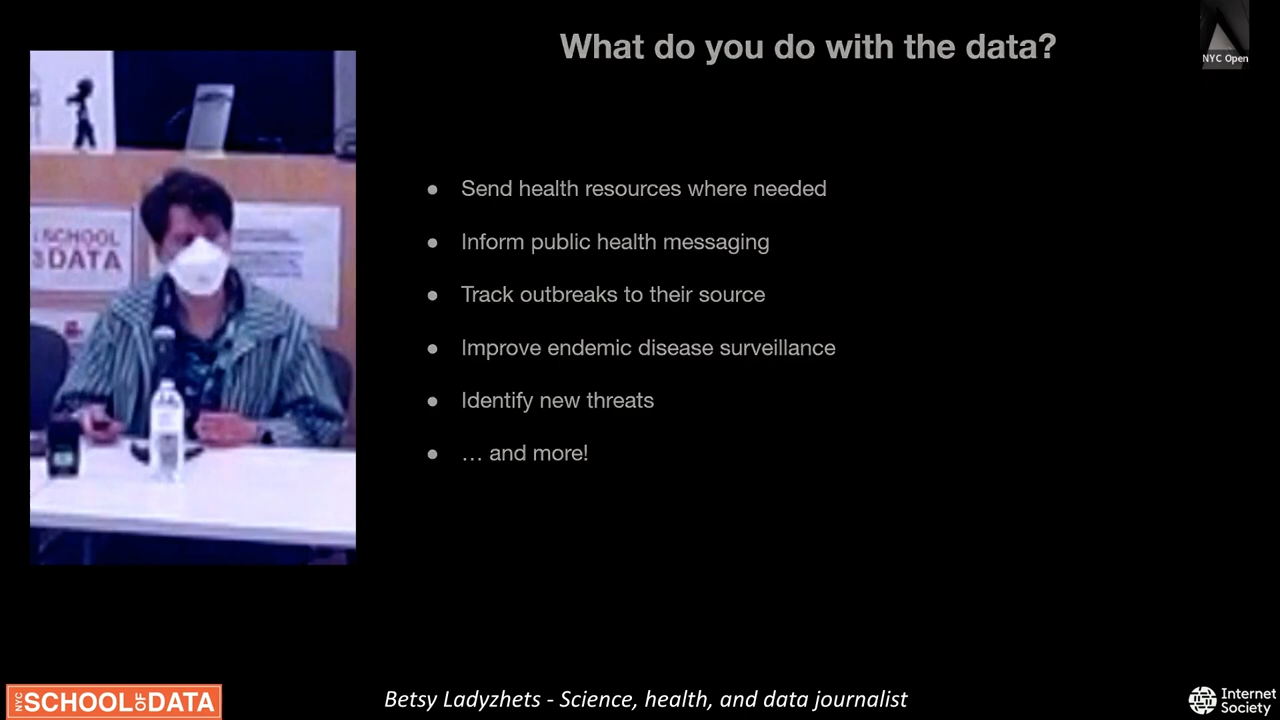 What do you do with the data?
NYC Open
● Send health resources where needed
● Inform public health messaging
● Track outbreaks to their source
● Improve endemic disease surveillance
● Identify new threats
● … and more!
SCHOOL
DATA
NYC SCHOOL OF DATA
Betsy Ladyzhets - Science, health, and data journalist
Internet
Society